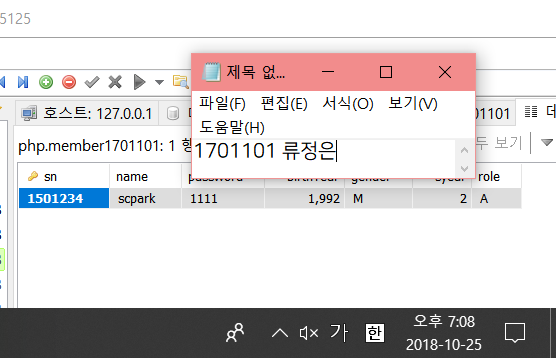 5125
제목 없...
호스트: 127.0.0.1
1101
파일(F) 편집(E) 서식(O) 보기(V)
도움말(H)
php.member1701101: 1
두 보기
1701101 류정은
sn name password birthYear gender syear role
1501234 scpark 1111 1,992 M 2 A
가 한 오후 7:08
2018-10-25